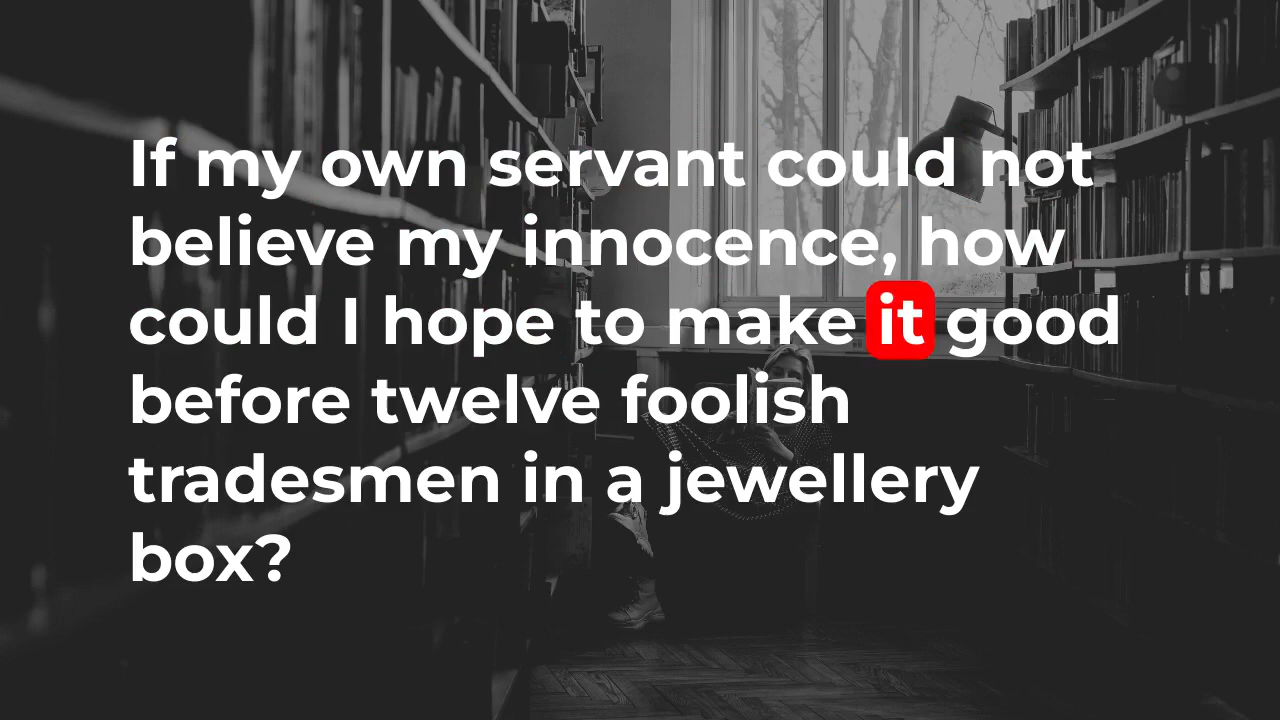 If my own servant could not
believe my innocence, how
could I hope to make it good
before twelve foolish
tradesmen in a jewellery
box?